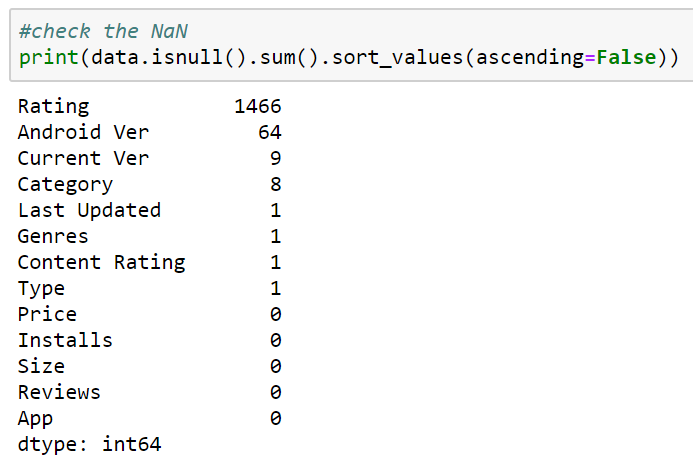 #check the NaN
print(data.isnull().sum().sort_values(ascending=False))
Rating 1466
Android Ver 64
Current Ver 9
Category 8
Last Updated 1
Genres 1
Content Rating 1
Type 1
Price 0
Installs 0
Size 0
Reviews 0
App 0
dtype: int64